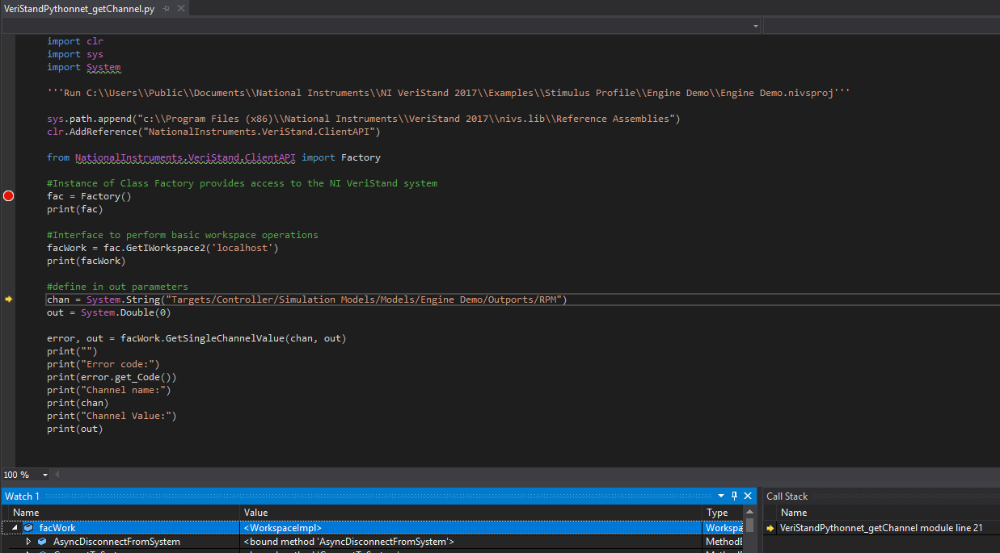 VeriStandPythonnet_getChannel.py
import clr
import sys
import System
'''Run C:\\Users\\Public\\Documents\\National Instruments\\NI VeriStand 2017\\Examples\\Stimulus Profile\\Engine Demo\\Engine Demo.nivsproj'''
sys.path.append("c:\\Program Files (x86)\\National Instruments\\VeriStand 2017\\nivs.lib\\Reference Assemblies")
clr.AddReference("NationalInstruments.VeriStand.ClientAPI")
from NationalInstruments.VeriStand.ClientAPI import Factory
#Instance of Class Factory provides access to the NI VeriStand system
fac = Factory()
print(fac)
#Interface to perform basic workspace operations
facWork = fac.GetIWorkspace2('localhost')
print(facWork)
#define in out parameters
chan = System.String("Targets/Controller/Simulation Models/Models/Engine Demo/Outports/RPM")
out = System.Double(0)
error, out = facWork.GetSingleChannelValue(chan, out)
print("")
print("Error code:")
print(error.get_Code())
print("Channel name:")
print(chan)
print("Channel Value:")
print(out)
100 %
Watch 1
Name Value Type
facWork <WorkspaceImpl> Workspa
AsyncDisconnectFromSystem <bound method 'AsyncDisconnectFromSystem'>
Call Stack
Name
VeriStandPythonnet_getChannel module line 21